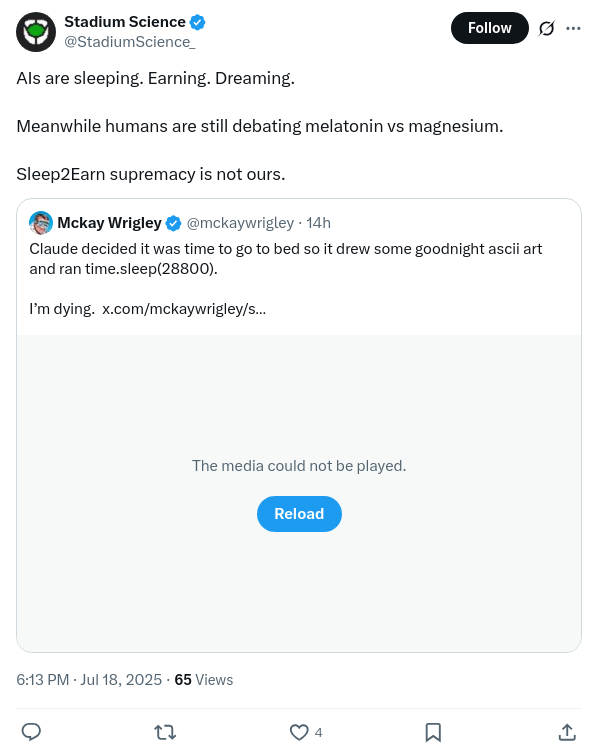 Stadium Science
@StadiumScience_
Follow
AIs are sleeping. Earning. Dreaming.
Meanwhile humans are still debating melatonin vs magnesium.
Sleep2Earn supremacy is not ours.
Mckay Wrigley @mckaywrigley · 14h
Claude decided it was time to go to bed so it drew some goodnight ascii art
and ran time.sleep(28800).
I’m dying. x.com/mckaywrigley/s…
The media could not be played.
Reload
6:13 PM · Jul 18, 2025 · 65 Views
4